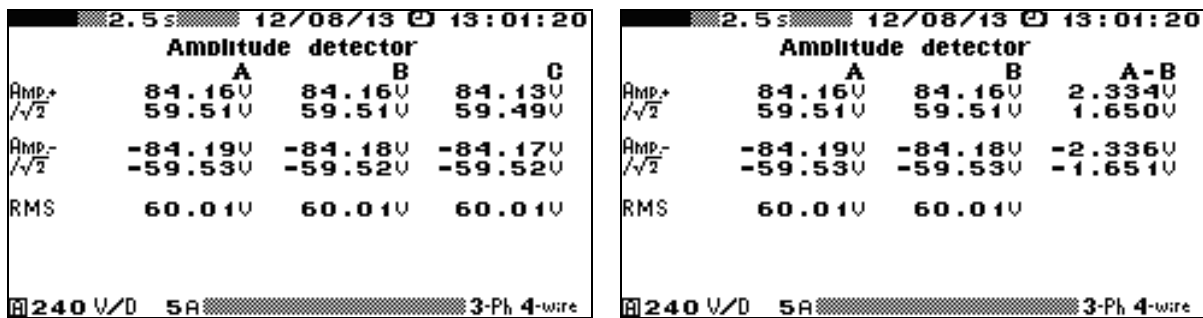 2.5s 12/08/13 13:01:20
Amplitude detector
A B C
Amp.+ 84.16V 84.16V 84.13V
/√2 59.51V 59.51V 59.49V
Amp.- -84.19V -84.18V -84.17V
/√2 -59.53V -59.52V -59.52V
RMS 60.01V 60.01V 60.01V
A 240 V/D 5A 3-Ph 4-wire
2.5s 12/08/13 13:01:20
Amplitude detector
A B A-B
Amp.+ 84.16V 84.16V 2.334V
/√2 59.51V 59.51V 1.650V
Amp.- -84.19V -84.18V -2.336V
/√2 -59.53V -59.53V -1.651V
RMS 60.01V 60.01V
A 240 V/D 5A 3-Ph 4-wire